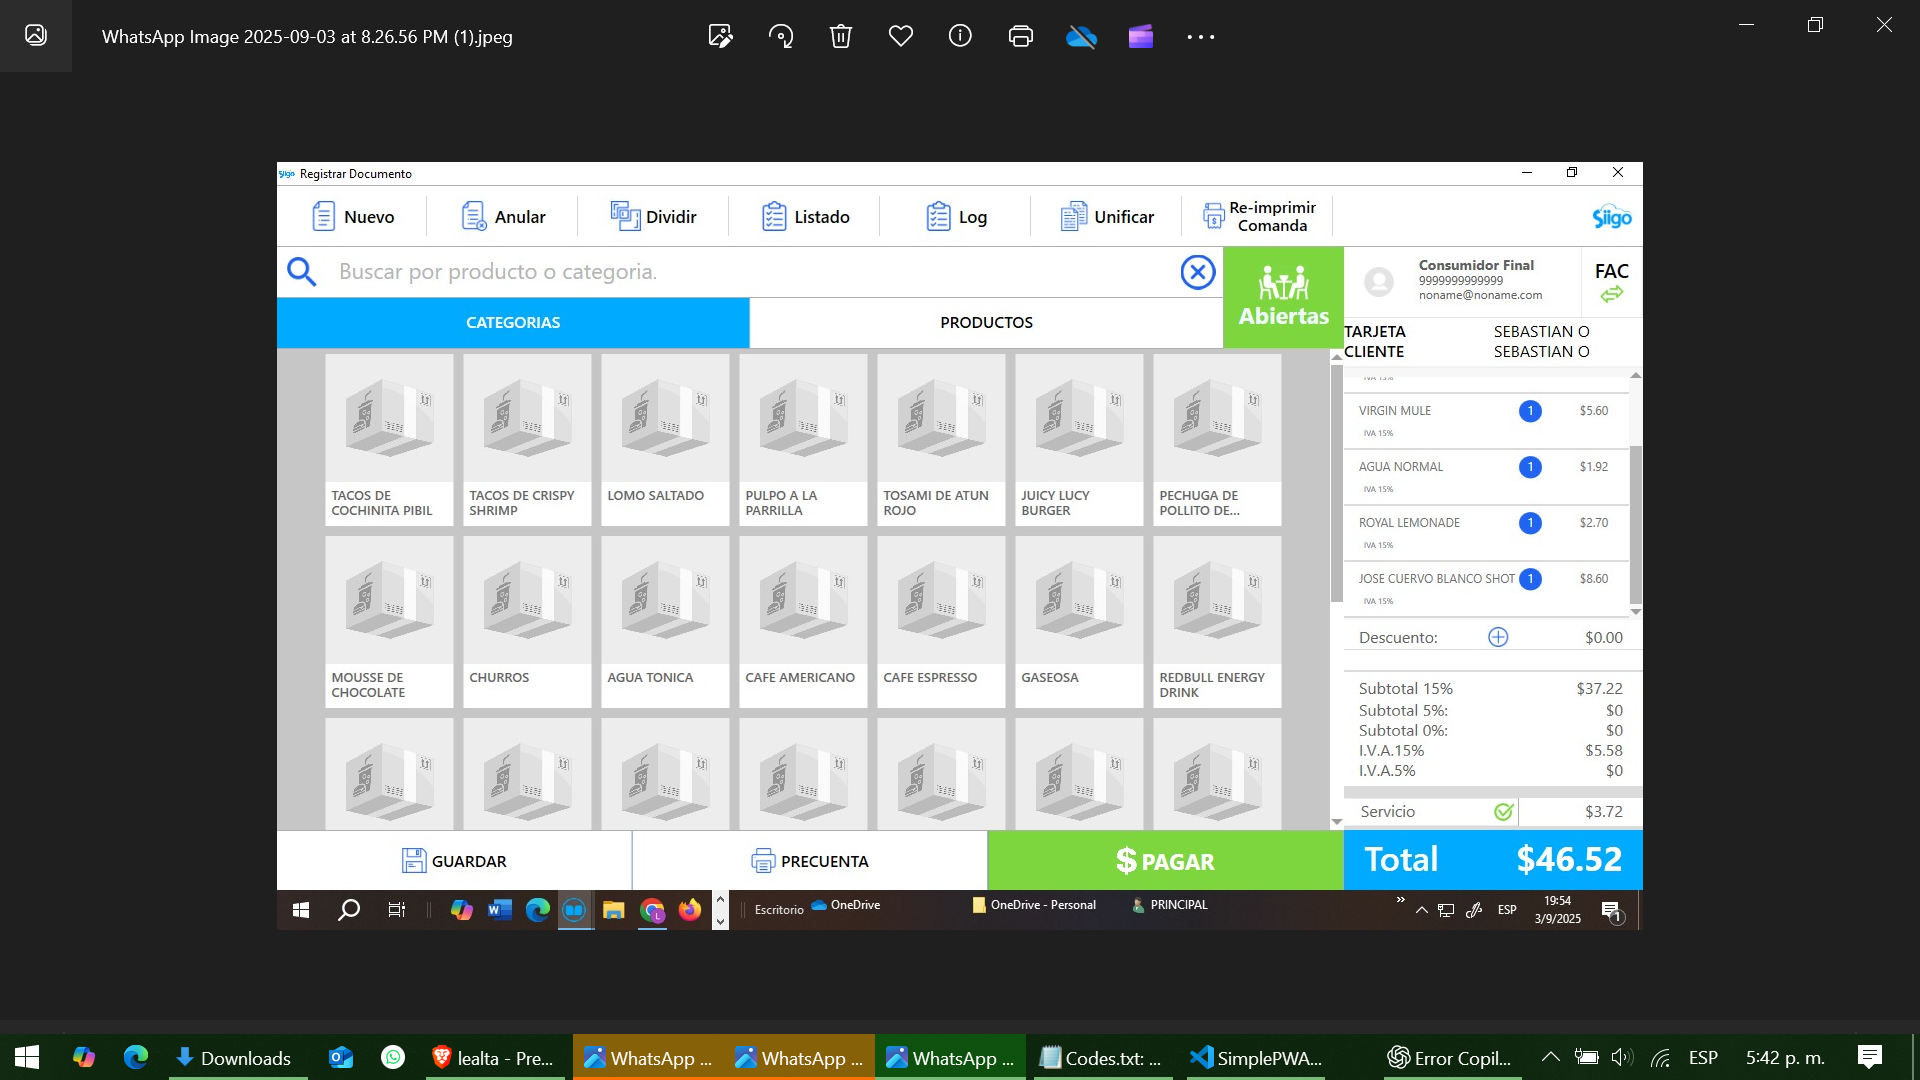 WhatsApp Image 2025-09-03 at 8.26.56 PM (1).jpeg
Siigo Registrar Documento
Nuevo
Anular
Dividir
Listado
Log
Unificar
Re-imprimir
Comanda
Siigo
Buscar por producto o categoria.
Abiertas
Consumidor Final
9999999999999
noname@noname.com
FAC
CATEGORIAS
PRODUCTOS
TARJETA SEBASTIAN O
CLIENTE SEBASTIAN O
TACOS DE
COCHINITA PIBIL
TACOS DE CRISPY
SHRIMP
LOMO SALTADO
PULPO A LA
PARRILLA
TOSAMI DE ATUN
ROJO
JUICY LUCY
BURGER
PECHUGA DE
POLLITO DE...
MOUSSE DE
CHOCOLATE
CHURROS
AGUA TONICA
CAFE AMERICANO
CAFE ESPRESSO
GASEOSA
REDBULL ENERGY
DRINK
IVA 15%
VIRGIN MULE 1 $5.60
IVA 15%
AGUA NORMAL 1 $1.92
IVA 15%
ROYAL LEMONADE 1 $2.70
IVA 15%
JOSE CUERVO BLANCO SHOT 1 $8.60
IVA 15%
Descuento: $0.00
Subtotal 15% $37.22
Subtotal 5%: $0
Subtotal 0%: $0
I.V.A.15% $5.58
I.V.A.5% $0
Servicio $3.72
GUARDAR
PRECUENTA
$ PAGAR
Total $46.52
Escritorio
OneDrive
OneDrive - Personal
PRINCIPAL
ESP
19:54
3/9/2025
1
Downloads
lealta - Pre...
WhatsApp ...
WhatsApp ...
WhatsApp ...
Codes.txt: ...
SimplePWA...
Error Copil...
ESP
5:42 p. m.